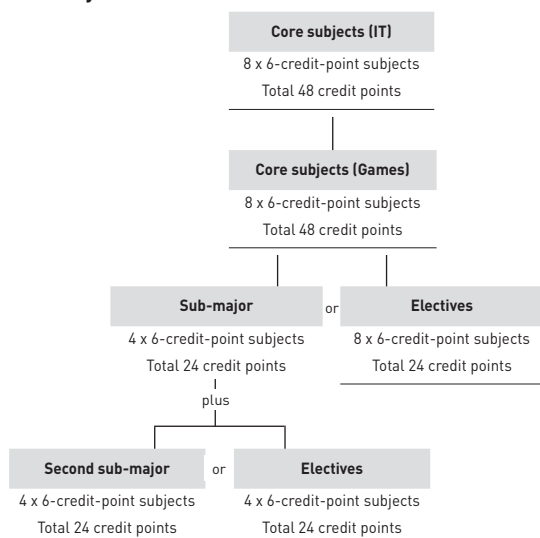 Core subjects (IT)
8 x 6-credit-point subjects
Total 48 credit points
Core subjects (Games)
8 x 6-credit-point subjects
Total 48 credit points
Sub-major or Electives
4 x 6-credit-point subjects 8 x 6-credit-point subjects
Total 24 credit points Total 24 credit points
plus
Second sub-major or Electives
4 x 6-credit-point subjects 4 x 6-credit-point subjects
Total 24 credit points Total 24 credit points